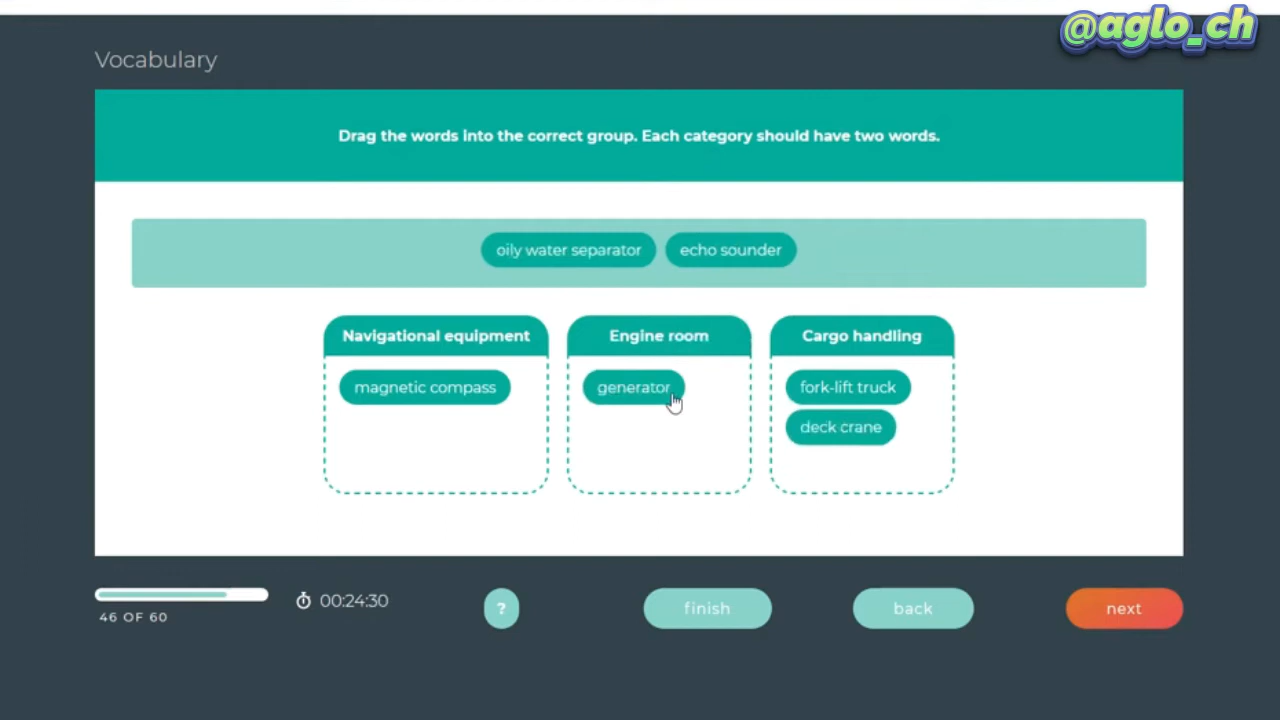 @aglo_ch
Vocabulary
Drag the words into the correct group. Each category should have two words.
oily water separator echo sounder
Navigational equipment Engine room Cargo handling
magnetic compass generator fork-lift truck
deck crane
46 OF 60 00:24:30 ? finish back next